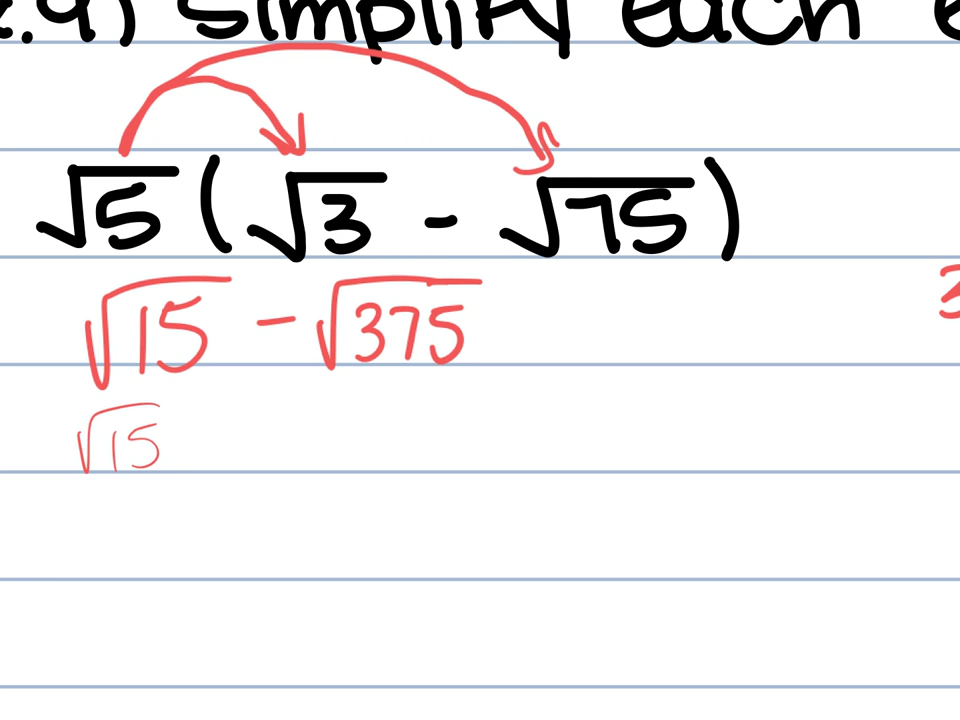 simplify each
√5 ( √3 - √75 )
√15 - √375
√15